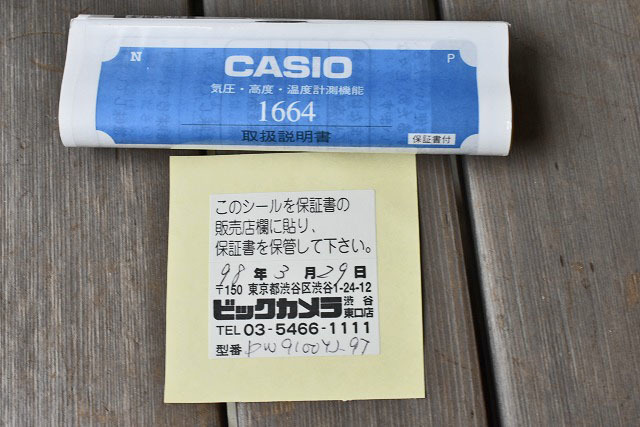 N
P
CASIO
気圧・高度・温度計測機能
1664
取扱説明書
保証書付
このシールを保証書の
販売店欄に貼り、
保証書を保管して下さい。
98年3月29日
〒150 東京都渋谷区渋谷1-24-12
ビックカメラ 渋谷東口店
TEL 03-5466-1111
型番